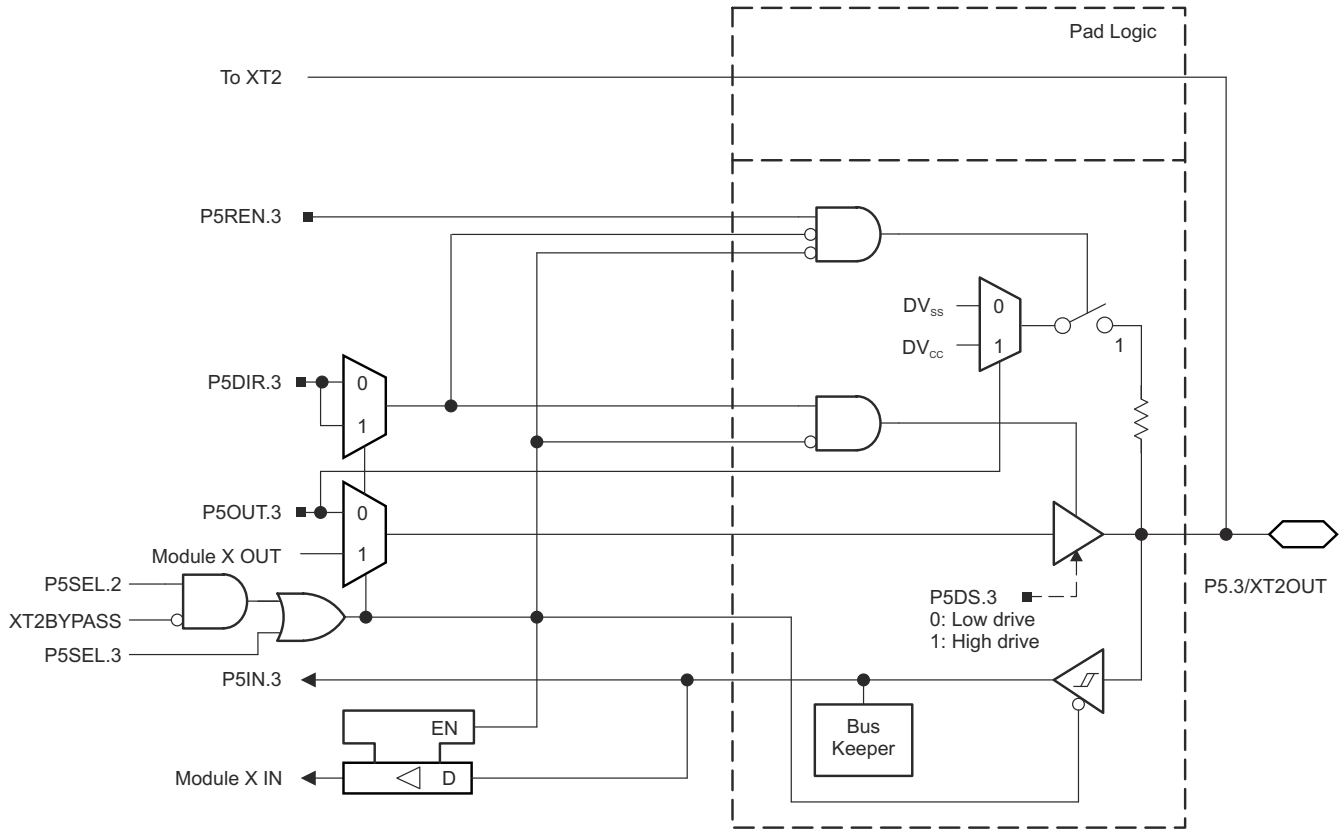 Pad Logic
To XT2
P5REN.3
DVSS
0
DVCC
1
1
P5DIR.3
0
1
P5OUT.3
0
Module X OUT
1
P5SEL.2
XT2BYPASS
P5SEL.3
P5DS.3
0: Low drive
1: High drive
P5.3/XT2OUT
P5IN.3
Bus
Keeper
EN
Module X IN
D